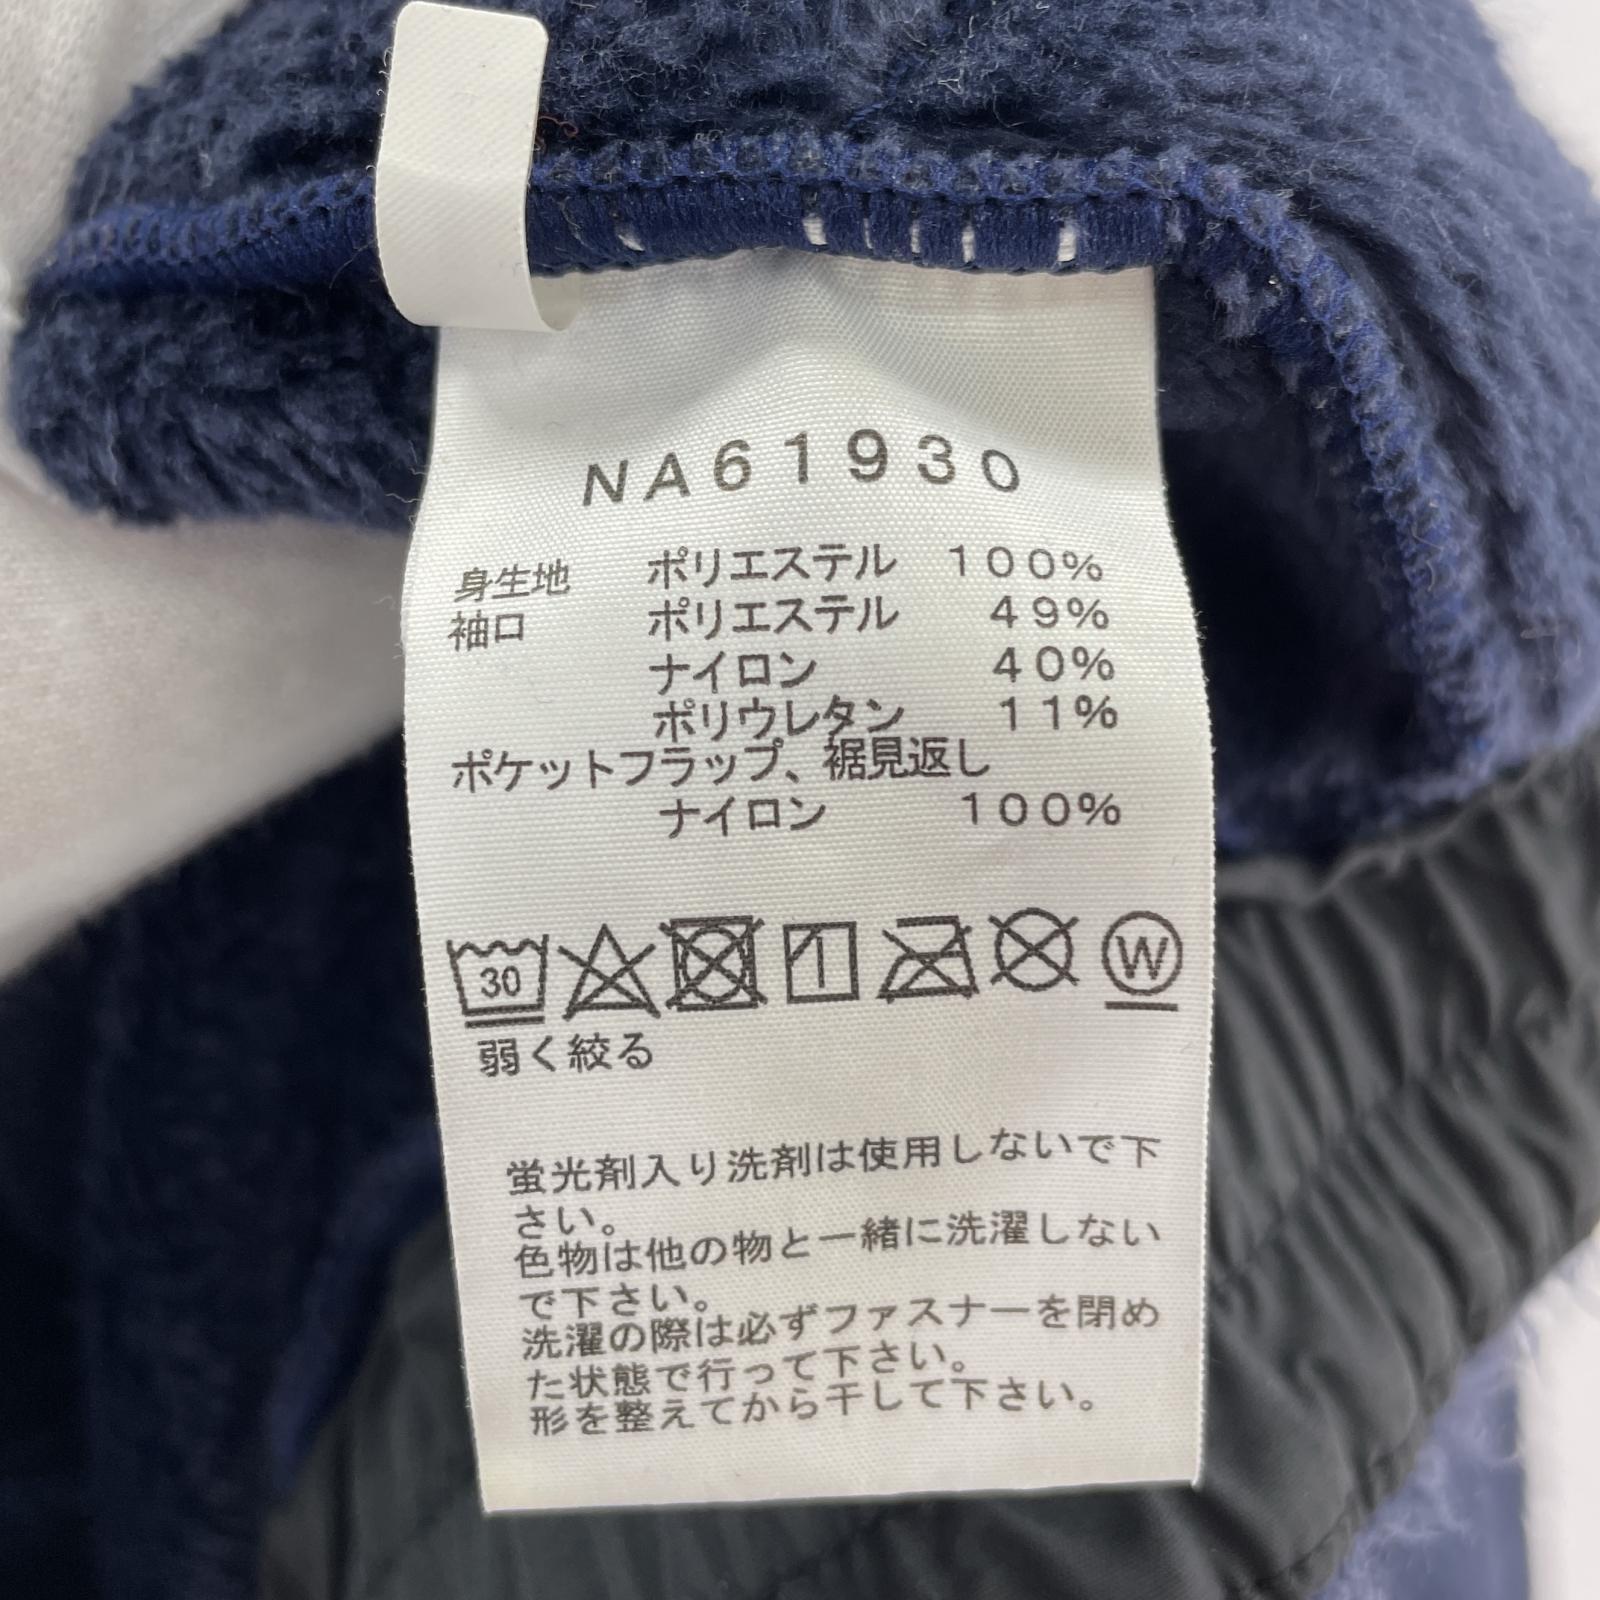 NA61930
身生地 ポリエステル 100%
袖口 ポリエステル 49%
ナイロン 40%
ポリウレタン 11%
ポケットフラップ、裾見返し
ナイロン 100%
30 W
弱く絞る
蛍光剤入り洗剤は使用しないで下
さい。
色物は他の物と一緒に洗濯しない
で下さい。
洗濯の際は必ずファスナーを閉め
た状態で行って下さい。
形を整えてから干して下さい。